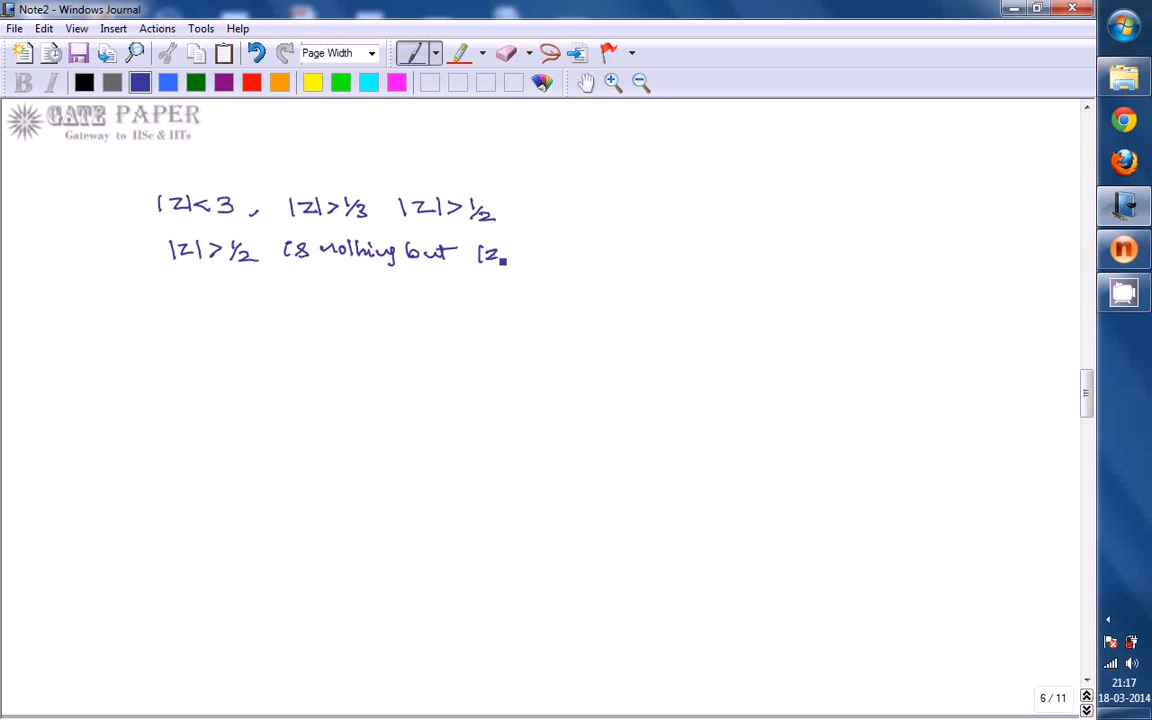 Note2 - Windows Journal
File Edit View Insert Actions Tools Help
Page Width
B I
GATE PAPER
Gateway to IISc & IITs
|z| < 3 , |z| > 1/3 |z| > 1/2
|z| > 1/2 is nothing but |z
6 / 11
21:17
18-03-2014